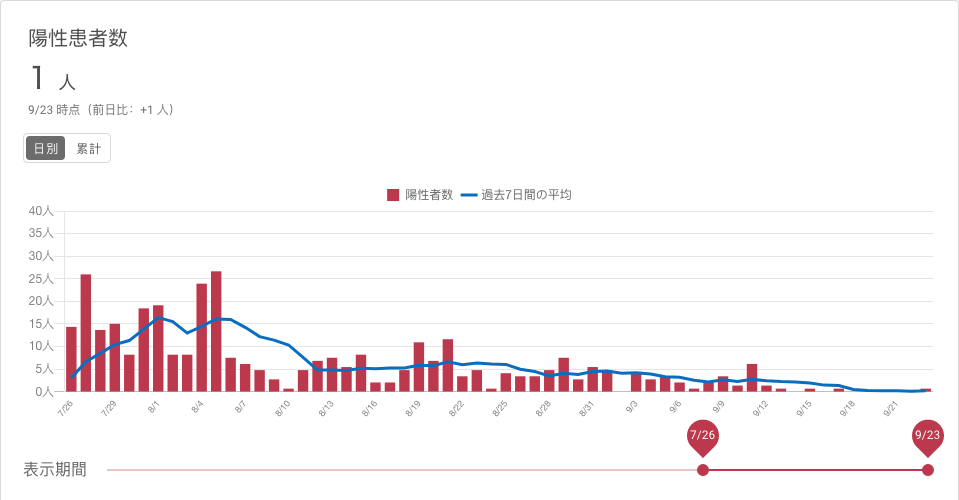 陽性患者数
1 人
9/23 時点（前日比：+1 人）
日別 累計
陽性者数 過去7日間の平均
40人
35人
30人
25人
20人
15人
10人
5人
0人
7/26 7/29 8/1 8/4 8/7 8/10 8/13 8/16 8/19 8/22 8/25 8/28 8/31 9/3 9/6 9/9 9/12 9/15 9/18 9/21
7/26 9/23
表示期間